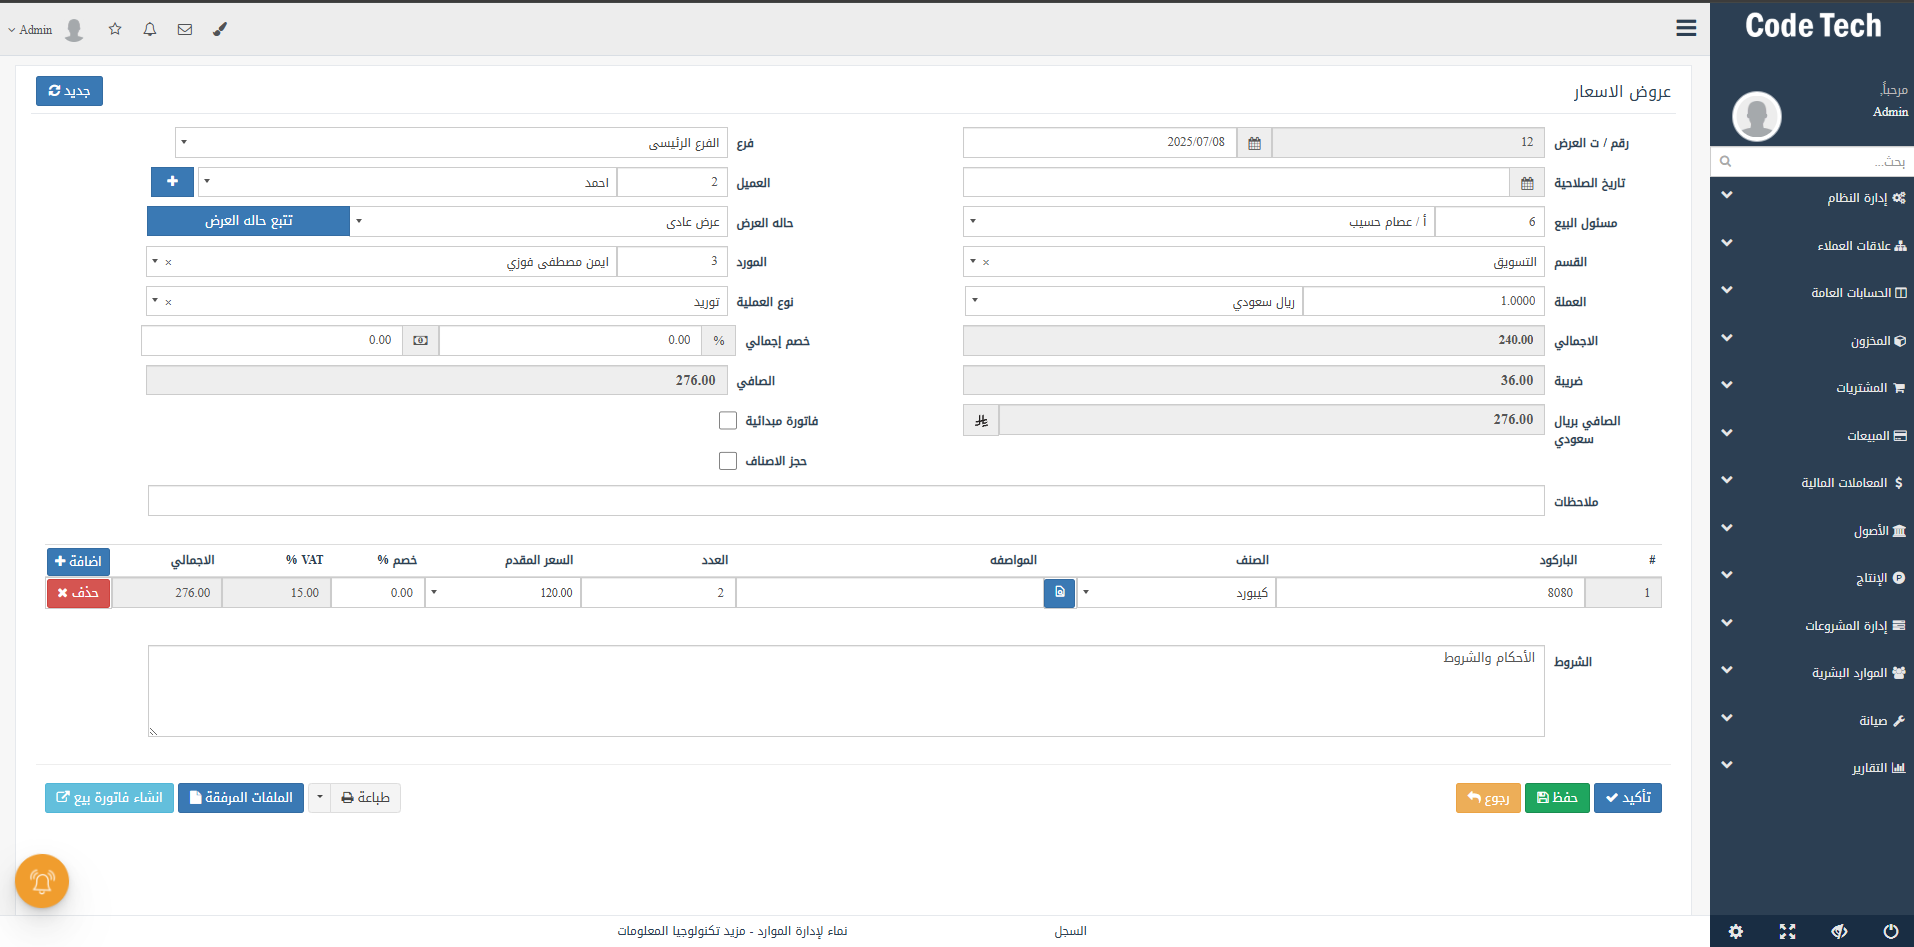 Code Tech
مرحباً,
Admin
بحث...
إدارة النظام
علاقات العملاء
الحسابات العامة
المخزون
المشتريات
المبيعات
المعاملات المالية
الأصول
الإنتاج
إدارة المشروعات
الموارد البشرية
صيانة
التقارير
Admin
عروض الاسعار
جديد
رقم / ت العرض 12 2025/07/08
فرع الفرع الرئيسى
تاريخ الصلاحية
العميل 2 احمد
مسئول البيع 6 أ / عصام حسيب
حاله العرض عرض عادى تتبع حاله العرض
القسم التسويق ×
المورد 3 ايمن مصطفى فوزي ×
العملة 1.0000 ريال سعودي
نوع العملية توريد ×
الاجمالي 240.00
خصم إجمالي % 0.00 0.00
ضريبة 36.00
الصافي 276.00
الصافي بريال سعودي 276.00
فاتورة مبدائية
حجز الاصناف
ملاحظات
# الباركود الصنف المواصفه العدد السعر المقدم خصم % VAT % الاجمالي اضافة
1 8080 كيبورد 2 120.00 0.00 15.00 276.00 حذف
الشروط الأحكام والشروط
تأكيد حفظ رجوع طباعة الملفات المرفقة انشاء فاتورة بيع
السجل نماء لإدارة الموارد - مزيد تكنولوجيا المعلومات